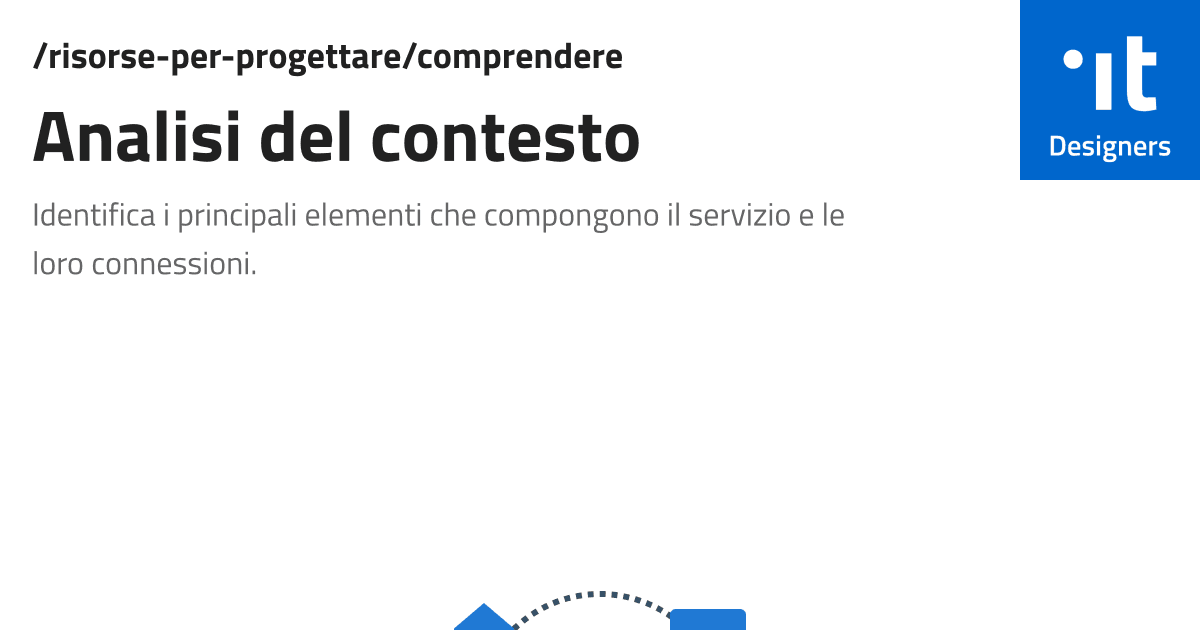 /risorse-per-progettare/comprendere
Analisi del contesto
Identifica i principali elementi che compongono il servizio e le
loro connessioni.
it
Designers